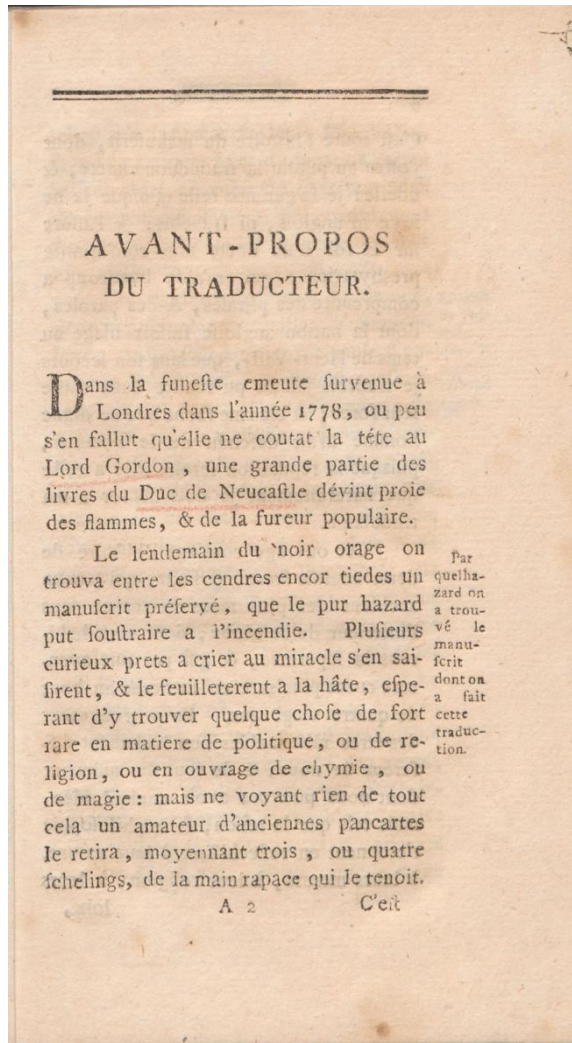 AVANT-PROPOS
DU TRADUCTEUR.
Dans la funeſte emeute ſurvenue à
Londres dans l'année 1778, ou peu
s'en fallut qu'elle ne coutat la téte au
Lord Gordon, une grande partie des
livres du Duc de Neucaſtle dévint proie
des flammes, & de la fureur populaire.
Le lendemain du noir orage on
trouva entre les cendres encor tiedes un
manuſcrit préſervé, que le pur hazard
put ſouſtraire a l'incendie. Pluſieurs
curieux prets a crier au miracle s'en sai-
ſirent, & le feuilleterent a la hâte, eſpe-
rant d'y trouver quelque choſe de fort
rare en matiere de politique, ou de re-
ligion, ou en ouvrage de chymie, ou
de magie: mais ne voyant rien de tout
cela un amateur d'anciennes pancartes
le retira, moyennant trois, ou quatre
ſchelings, de la main rapace qui le tenoit.
Par
quelha-
zard on
a trou-
vé le
manu-
ſcrit
dont on
a fait
cette
traduc-
tion.
A 2
C'eſt